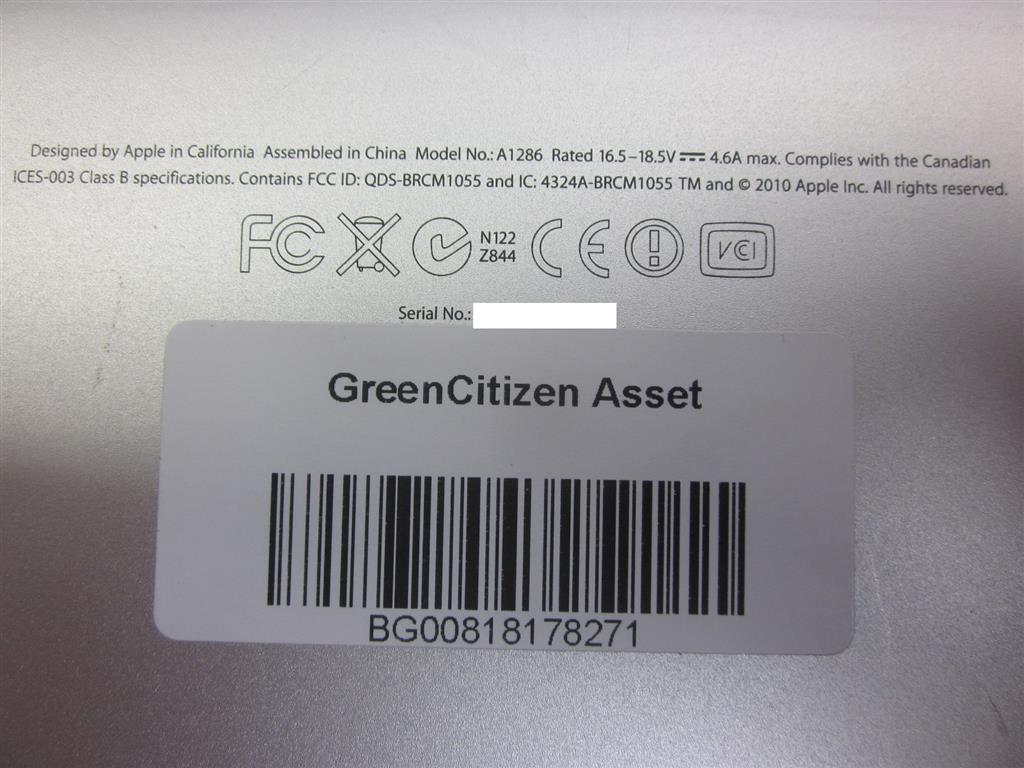 Designed by Apple in California Assembled in China Model No.: A1286 Rated 16.5–18.5V ⎓ 4.6A max. Complies with the Canadian
ICES-003 Class B specifications. Contains FCC ID: QDS-BRCM1055 and IC: 4324A-BRCM1055 TM and © 2010 Apple Inc. All rights reserved.
FC N122 CE ! VCI
Z844
Serial No.:
GreenCitizen Asset
BG00818178271